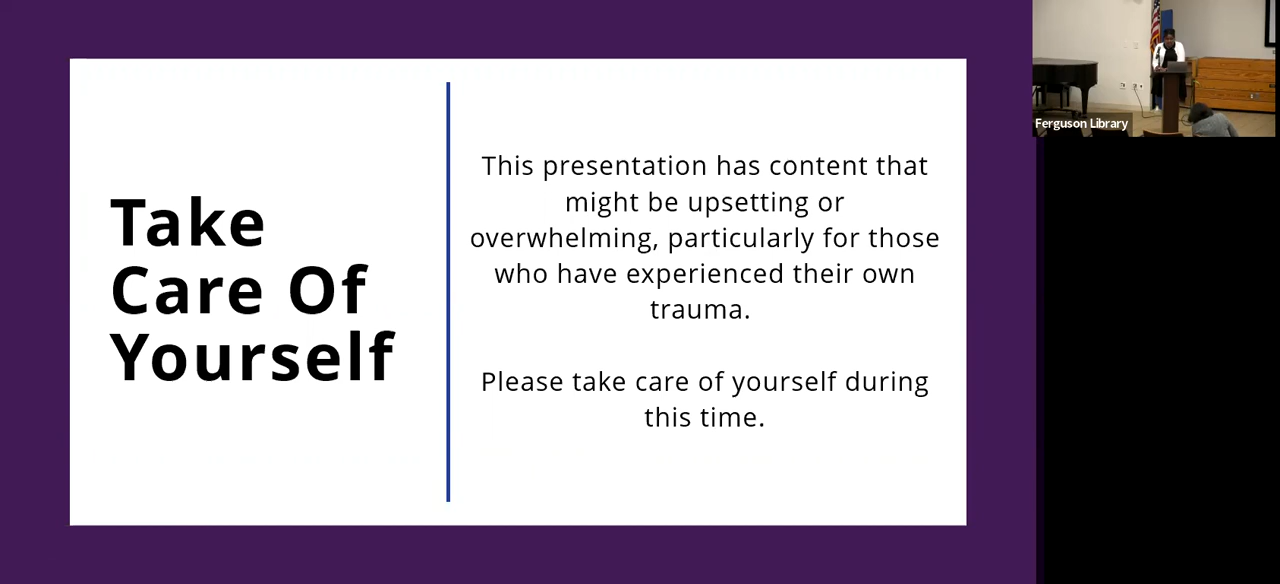 Take
Care Of
Yourself
This presentation has content that
might be upsetting or
overwhelming, particularly for those
who have experienced their own
trauma.
Please take care of yourself during
this time.
Ferguson Library